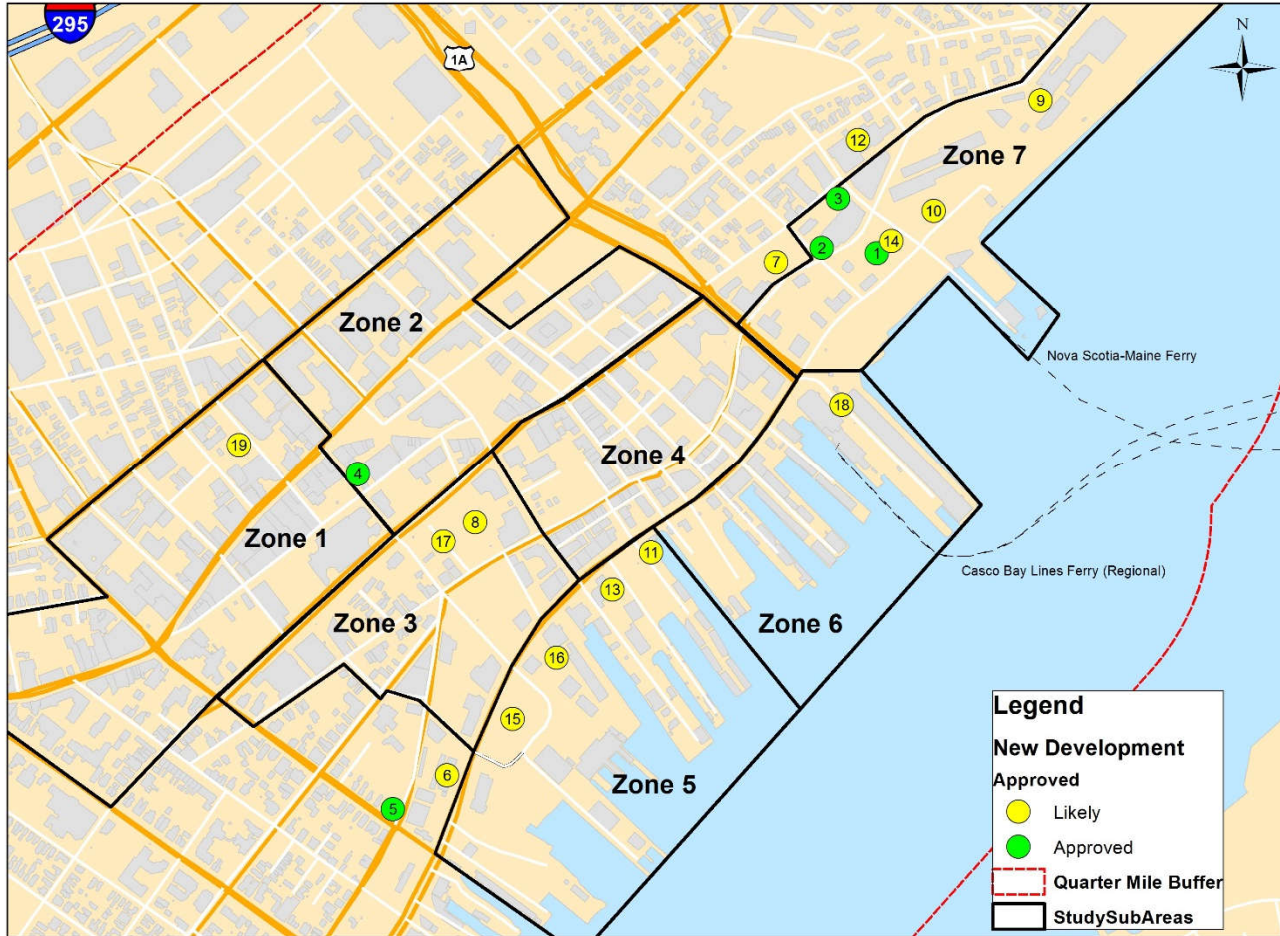 295
1A
N
9
12
Zone 7
3
10
14
2
1
7
Zone 2
Nova Scotia-Maine Ferry
18
19
Zone 4
4
8
Zone 1
17
11
Casco Bay Lines Ferry (Regional)
13
Zone 3
Zone 6
16
15
Zone 5
6
5
Legend
New Development
Approved
Likely
Approved
Quarter Mile Buffer
StudySubAreas